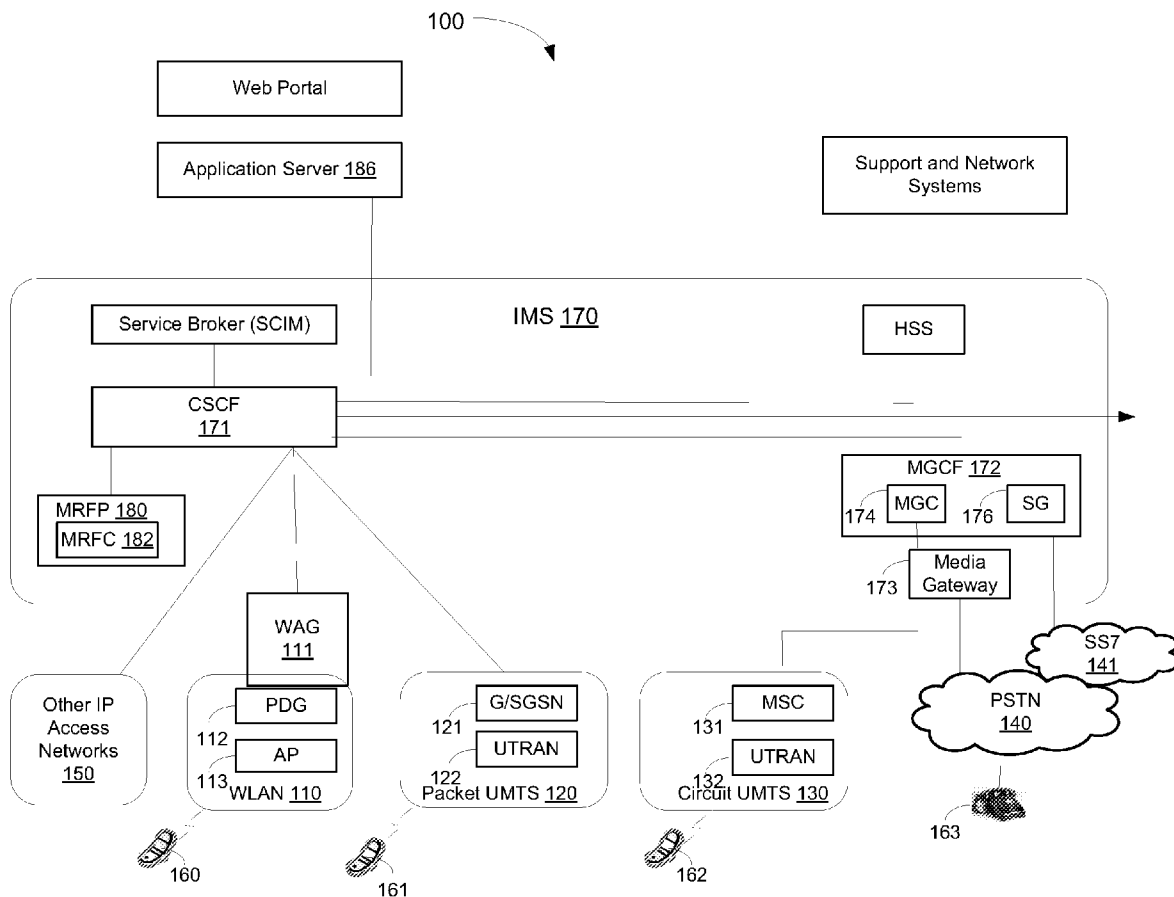 100
Web Portal
Application Server 186
Support and Network
Systems
IMS 170
Service Broker (SCIM)
HSS
CSCF
171
MGCF 172
174
MGC
176
SG
MRFP 180
MRFC 182
173
Media
Gateway
WAG
111
SS7
141
Other IP
Access
Networks
150
PDG
112
AP
113
WLAN 110
G/SGSN
121
UTRAN
122
Packet UMTS 120
MSC
131
UTRAN
132
Circuit UMTS 130
PSTN
140
160
161
162
163